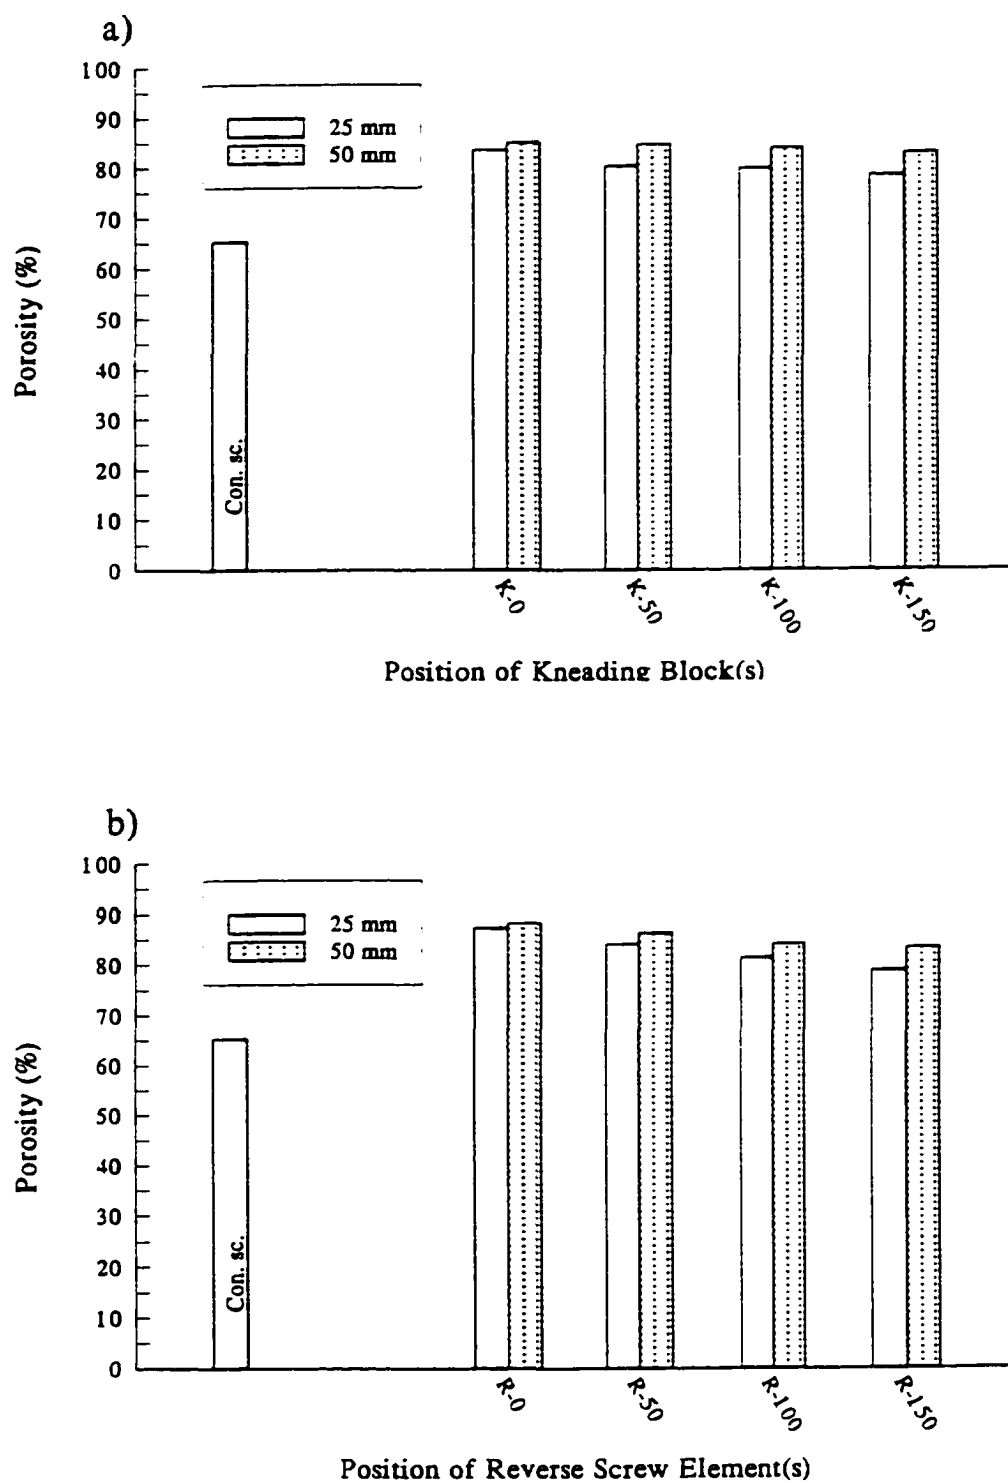 a)
100
90
80
70
60
50
40
30
20
10
0
Porosity (%)
25 mm
50 mm
Con. sc.
K-0
K-50
K-100
K-150
Position of Kneading Block(s)
b)
100
90
80
70
60
50
40
30
20
10
0
Porosity (%)
25 mm
50 mm
Con. sc.
R-0
R-50
R-100
R-150
Position of Reverse Screw Element(s)